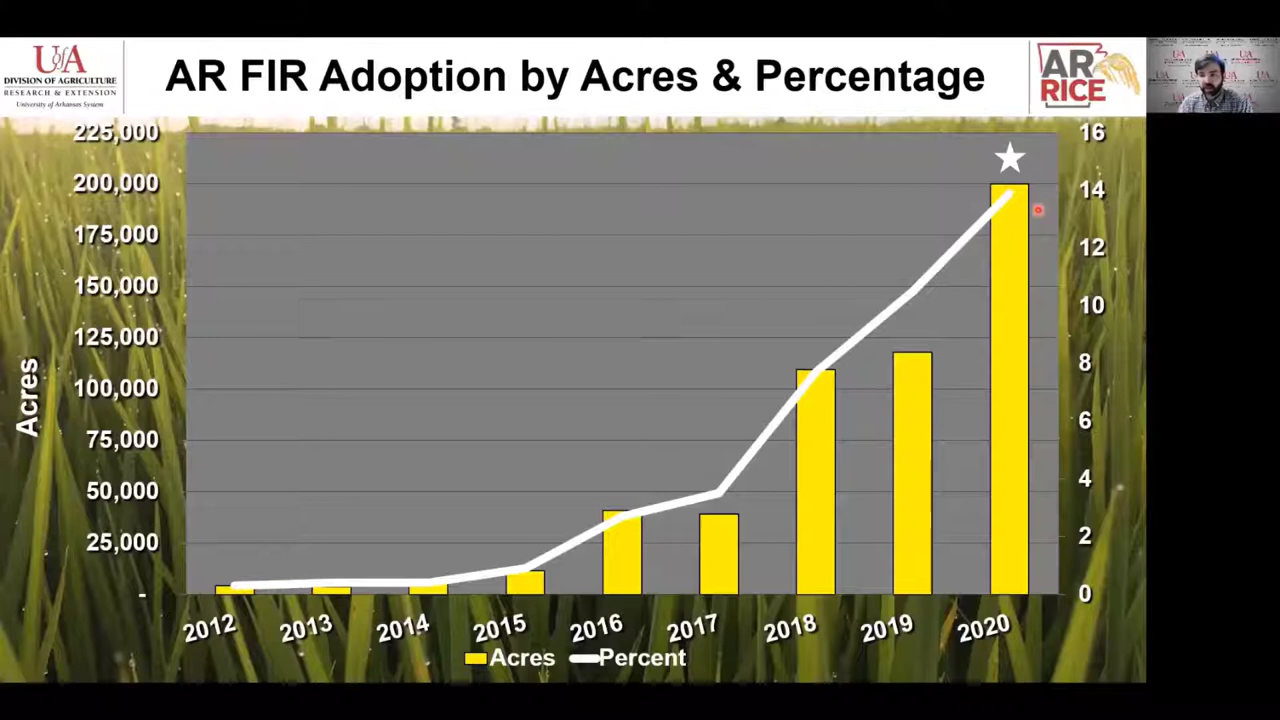 UofA
DIVISION OF AGRICULTURE
RESEARCH & EXTENSION
University of Arkansas System
AR FIR Adoption by Acres & Percentage
AR
RICE
225,000
200,000
175,000
150,000
125,000
100,000
75,000
50,000
25,000
-
Acres
16
14
12
10
8
6
4
2
0
2012
2013
2014
2015
2016
2017
2018
2019
2020
Acres
Percent